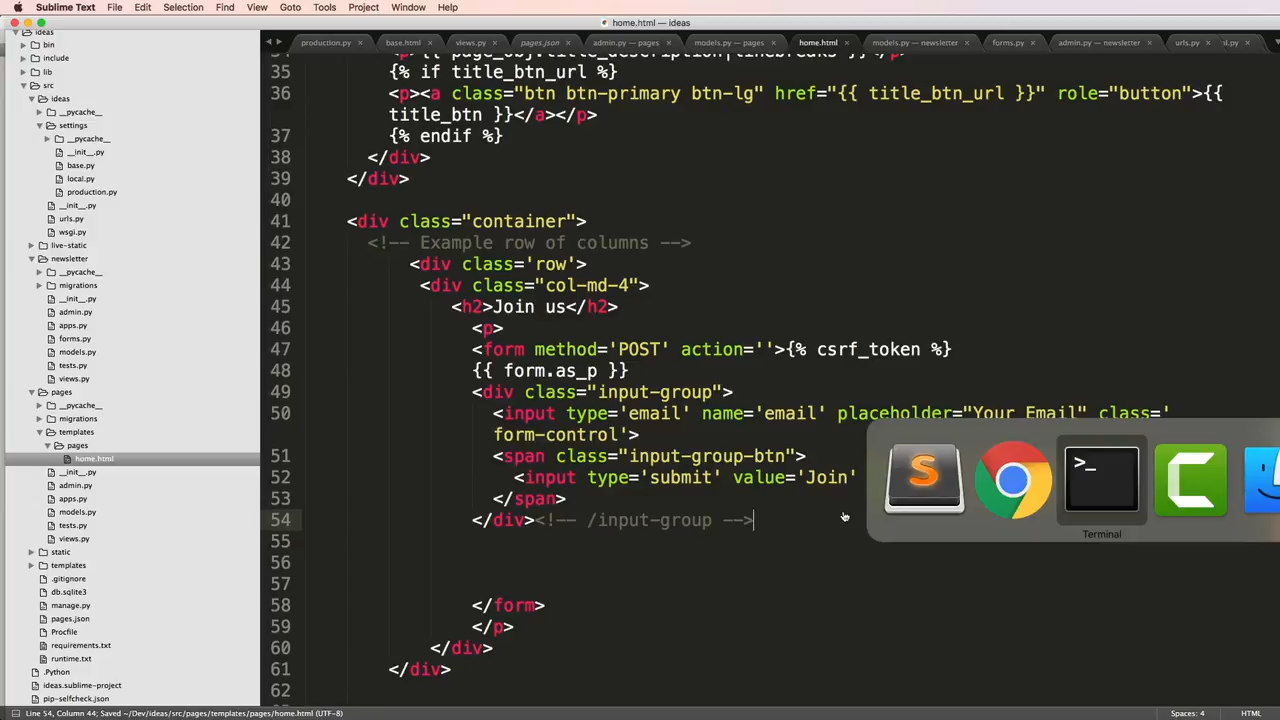 Sublime Text File Edit Selection Find View Goto Tools Project Window Help
home.html — ideas
production.py base.html views.py pages.json admin.py — pages models.py — pages home.html models.py — newsletter forms.py admin.py — newsletter urls.py
ideas
bin
include
lib
src
ideas
__pycache__
settings
__pycache__
__init__.py
base.py
local.py
production.py
__init__.py
urls.py
wsgi.py
live-static
newsletter
__pycache__
migrations
__init__.py
admin.py
apps.py
forms.py
models.py
tests.py
views.py
pages
__pycache__
migrations
templates
pages
home.html
__init__.py
admin.py
apps.py
models.py
tests.py
views.py
static
templates
.gitignore
db.sqlite3
manage.py
pages.json
Procfile
requirements.txt
runtime.txt
.Python
ideas.sublime-project
pip-selfcheck.json
35 {% if title_btn_url %}
36 <p><a class="btn btn-primary btn-lg" href="{{ title_btn_url }}" role="button">{{
title_btn }}</a></p>
37 {% endif %}
38 </div>
39 </div>
40
41 <div class="container">
42 <!-- Example row of columns -->
43 <div class='row'>
44 <div class="col-md-4">
45 <h2>Join us</h2>
46 <p>
47 <form method='POST' action=''>{% csrf_token %}
48 {{ form.as_p }}
49 <div class="input-group">
50 <input type='email' name='email' placeholder="Your Email" class='
form-control'>
51 <span class="input-group-btn">
52 <input type='submit' value='Join'
53 </span>
54 </div><!-- /input-group -->
55
56
57
58 </form>
59 </p>
60 </div>
61 </div>
62
Terminal
Line 54, Column 44; Saved ~/Dev/ideas/src/pages/templates/pages/home.html (UTF-8) Spaces: 4 HTML